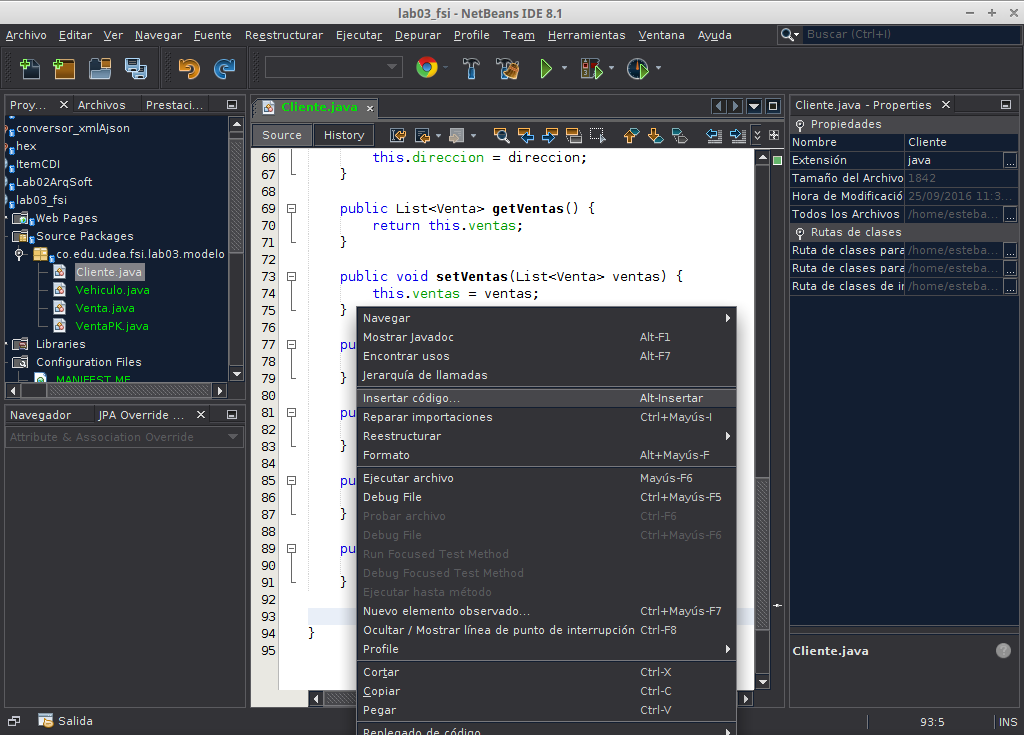 lab03_fsi - NetBeans IDE 8.1
Archivo Editar Ver Navegar Fuente Reestructurar Ejecutar Depurar Profile Team Herramientas Ventana Ayuda
Buscar (Ctrl+I)
Proy... Archivos Prestaci...
conversor_xmlAjson
hex
ItemCDI
Lab02ArqSoft
lab03_fsi
Web Pages
Source Packages
co.edu.udea.fsi.lab03.modelo
Cliente.java
Vehiculo.java
Venta.java
VentaPK.java
Libraries
Configuration Files
MANIFEST.MF
Navegador JPA Override ...
Attribute & Association Override
Cliente.java
Source History
66 this.direccion = direccion;
67 }
68
69 public List<Venta> getVentas() {
70 return this.ventas;
71 }
72
73 public void setVentas(List<Venta> ventas) {
74 this.ventas = ventas;
75 }
76
77 pu
78
79 }
80
81 pu
82
83 }
84
85 pu
86
87 }
88
89 pu
90
91 }
92
93
94 }
95
Navegar
Mostrar Javadoc Alt-F1
Encontrar usos Alt-F7
Jerarquía de llamadas
Insertar código... Alt-Insertar
Reparar importaciones Ctrl+Mayús-I
Reestructurar
Formato Alt+Mayús-F
Ejecutar archivo Mayús-F6
Debug File Ctrl+Mayús-F5
Probar archivo Ctrl-F6
Debug File Ctrl+Mayús-F6
Run Focused Test Method
Debug Focused Test Method
Ejecutar hasta método
Nuevo elemento observado... Ctrl+Mayús-F7
Ocultar / Mostrar línea de punto de interrupción Ctrl-F8
Profile
Cortar Ctrl-X
Copiar Ctrl-C
Pegar Ctrl-V
Replegado de código
Cliente.java - Properties
Propiedades
Nombre Cliente
Extensión java ...
Tamaño del Archivo 1842
Hora de Modificació 25/09/2016 11:3...
Todos los Archivos /home/esteba... ...
Rutas de clases
Ruta de clases para /home/esteba... ...
Ruta de clases para /home/esteba... ...
Ruta de clases de ir /home/esteba... ...
Cliente.java
?
Salida
93:5 INS